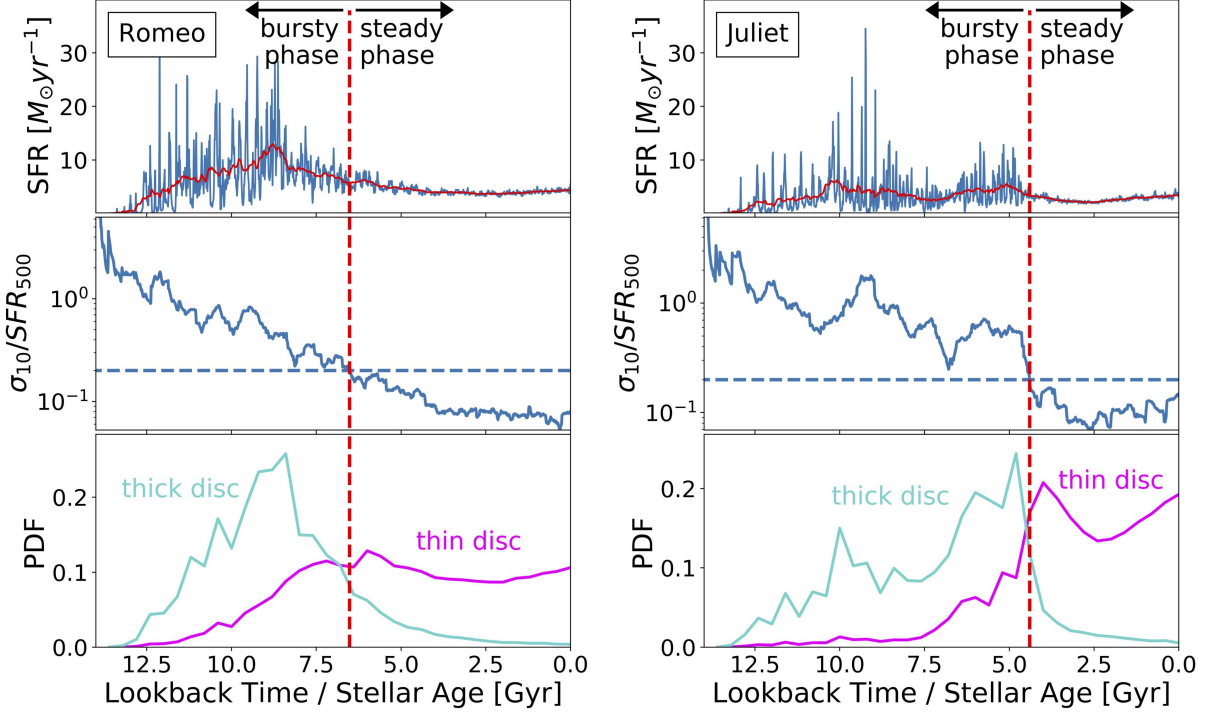 Romeo
bursty
phase
steady
phase
SFR [M⊙yr⁻¹]
30
20
10
σ₁₀/SFR₅₀₀
10⁰
10⁻¹
thick disc
thin disc
PDF
0.2
0.1
0.0
12.5 10.0 7.5 5.0 2.5 0.0
Lookback Time / Stellar Age [Gyr]
Juliet
bursty
phase
steady
phase
SFR [M⊙yr⁻¹]
30
20
10
σ₁₀/SFR₅₀₀
10⁰
10⁻¹
thick disc
thin disc
PDF
0.2
0.1
0.0
12.5 10.0 7.5 5.0 2.5 0.0
Lookback Time / Stellar Age [Gyr]